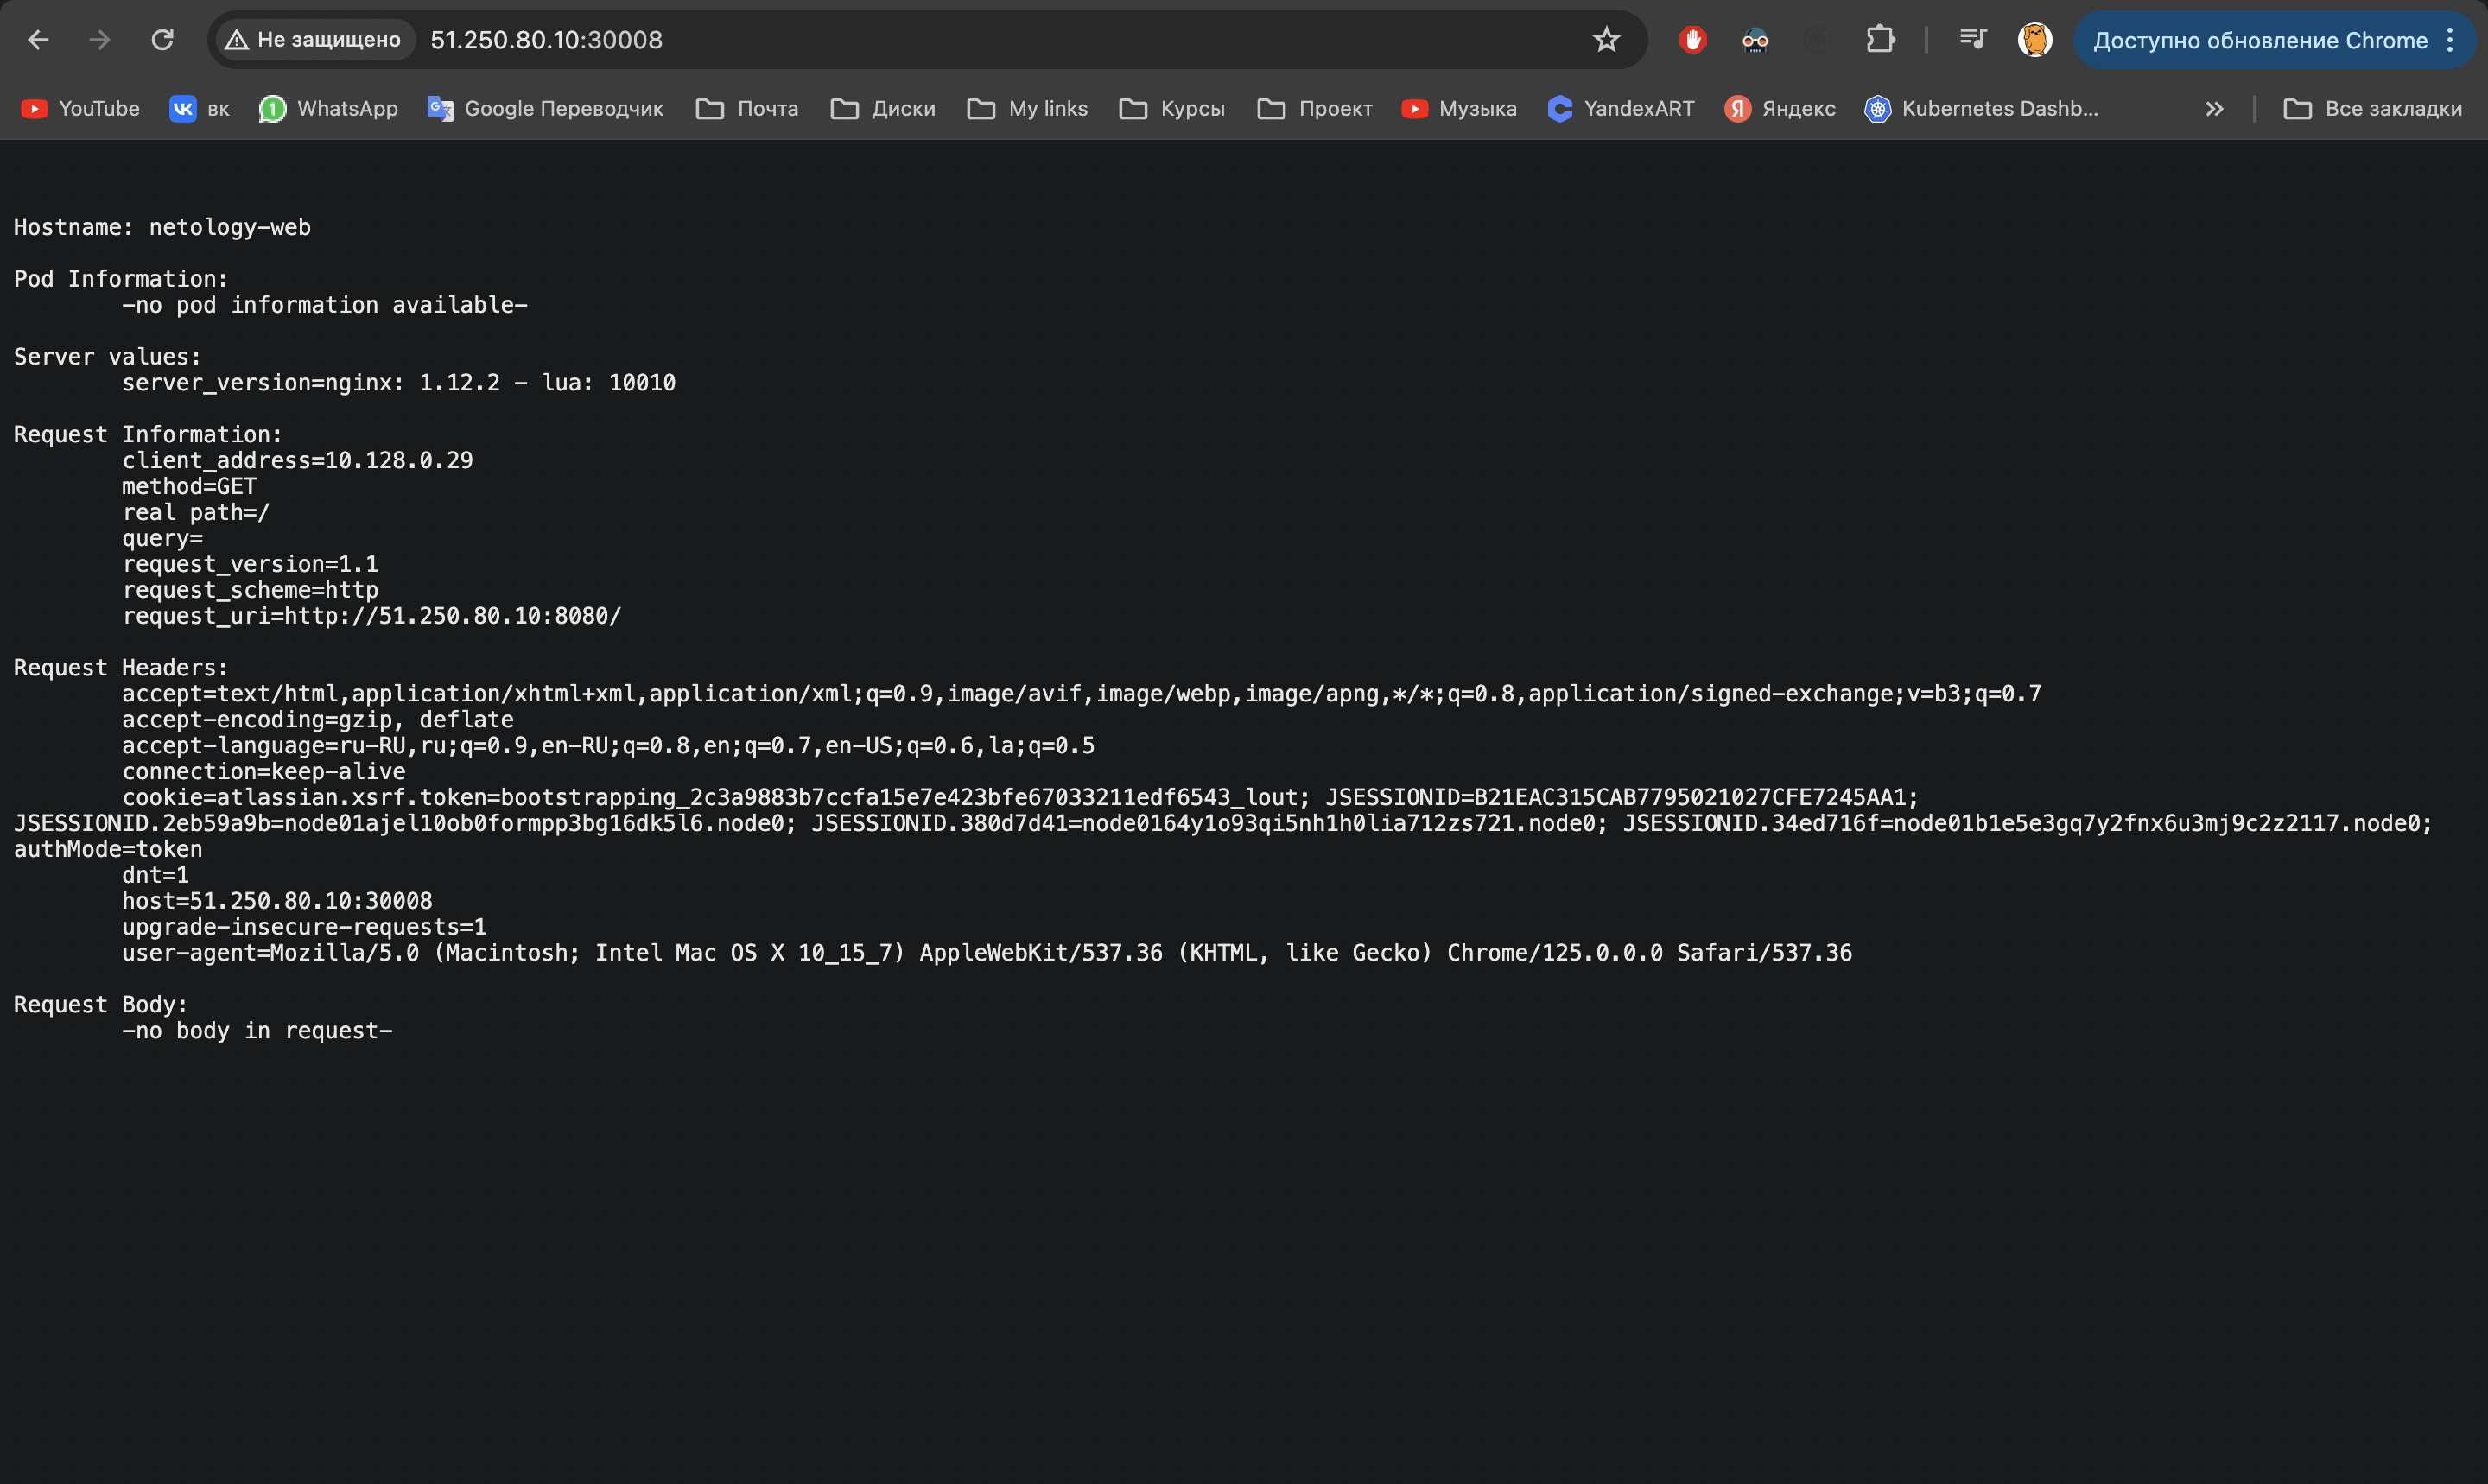 Не защищено 51.250.80.10:30008 Доступно обновление Chrome
YouTube вк 1 WhatsApp Google Переводчик Почта Диски My links Курсы Проект Музыка YandexART Яндекс Kubernetes Dashb... Все закладки
Hostname: netology-web
Pod Information:
-no pod information available-
Server values:
server_version=nginx: 1.12.2 - lua: 10010
Request Information:
client_address=10.128.0.29
method=GET
real path=/
query=
request_version=1.1
request_scheme=http
request_uri=http://51.250.80.10:8080/
Request Headers:
accept=text/html,application/xhtml+xml,application/xml;q=0.9,image/avif,image/webp,image/apng,*/*;q=0.8,application/signed-exchange;v=b3;q=0.7
accept-encoding=gzip, deflate
accept-language=ru-RU,ru;q=0.9,en-RU;q=0.8,en;q=0.7,en-US;q=0.6,la;q=0.5
connection=keep-alive
cookie=atlassian.xsrf.token=bootstrapping_2c3a9883b7ccfa15e7e423bfe67033211edf6543_lout; JSESSIONID=B21EAC315CAB7795021027CFE7245AA1;
JSESSIONID.2eb59a9b=node01ajel10ob0formpp3bg16dk5l6.node0; JSESSIONID.380d7d41=node0164y1o93qi5nh1h0lia712zs721.node0; JSESSIONID.34ed716f=node01b1e5e3gq7y2fnx6u3mj9c2z2117.node0;
authMode=token
dnt=1
host=51.250.80.10:30008
upgrade-insecure-requests=1
user-agent=Mozilla/5.0 (Macintosh; Intel Mac OS X 10_15_7) AppleWebKit/537.36 (KHTML, like Gecko) Chrome/125.0.0.0 Safari/537.36
Request Body:
-no body in request-